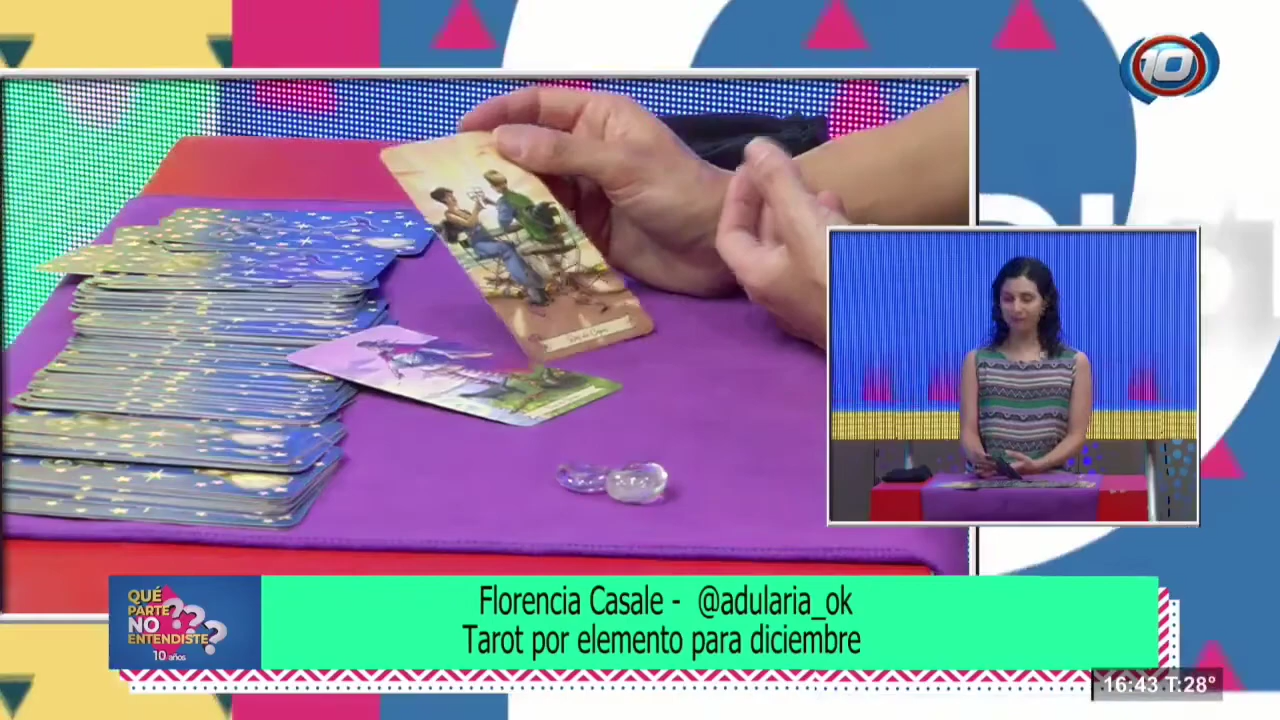 10
QUÉ
PARTE
NO
ENTENDISTE
???
10 años
Florencia Casale - @adularia_ok
Tarot por elemento para diciembre
16:43 T:28°